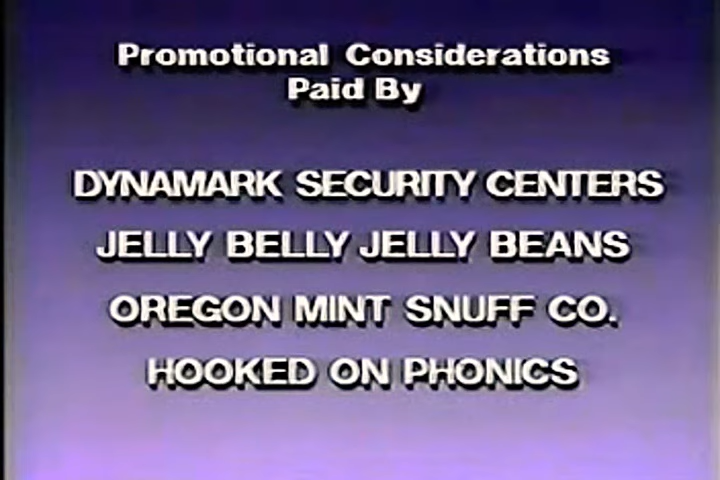 Promotional Considerations
Paid By
DYNAMARK SECURITY CENTERS
JELLY BELLY JELLY BEANS
OREGON MINT SNUFF CO.
HOOKED ON PHONICS